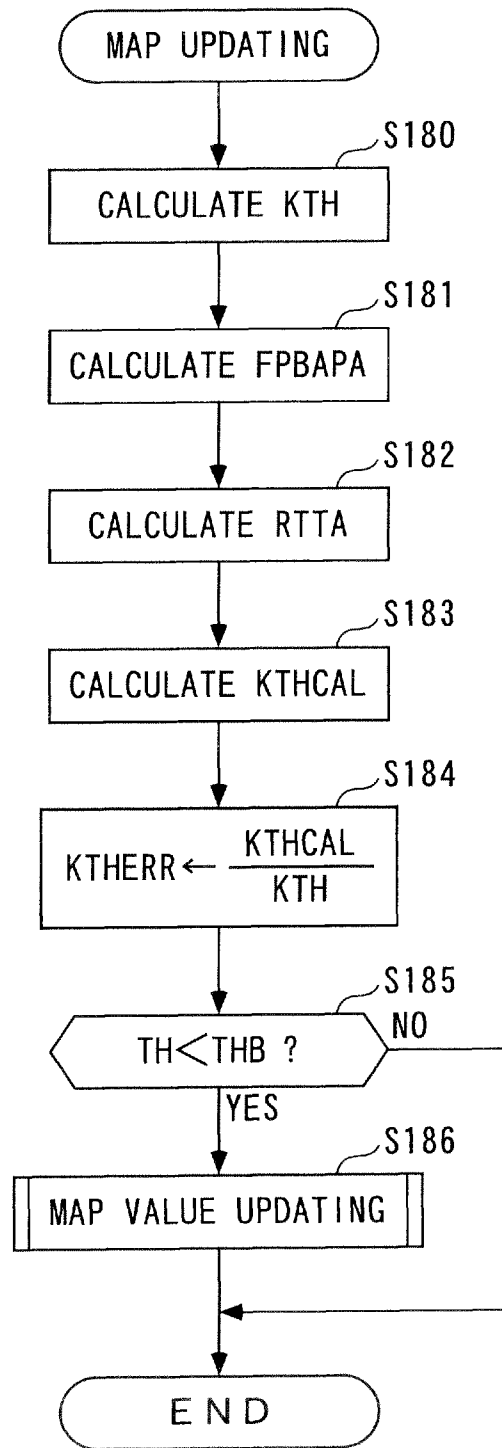 MAP UPDATING
S180
CALCULATE KTH
S181
CALCULATE FPBAPA
S182
CALCULATE RTTA
S183
CALCULATE KTHCAL
S184
KTHERR ← KTHCAL / KTH
S185
TH<THB ?
NO
YES
S186
MAP VALUE UPDATING
END